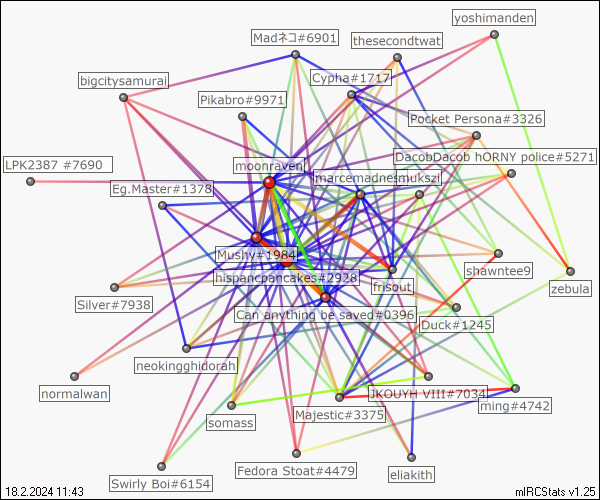 yoshimanden
Madネコ#6901
thesecondtwat
bigcitysamurai
Cypha#1717
Pikabro#9971
Pocket Persona#3326
DacobDacob hORNY police#5271
LPK2387 #7690
moonraven
marcemadnes
mukszi
Eg.Master#1378
Mushy#1984
shawntee9
hispancpancakes#2928
frisout
zebula
Silver#7938
Can anything be saved#0396
Duck#1245
neokingghidorah
normalwan
JKOUYH VIII#7034
ming#4742
somass
Majestic#3375
Fedora Stoat#4479
eliakith
Swirly Boi#6154
18.2.2024 11:43
mIRCStats v1.25